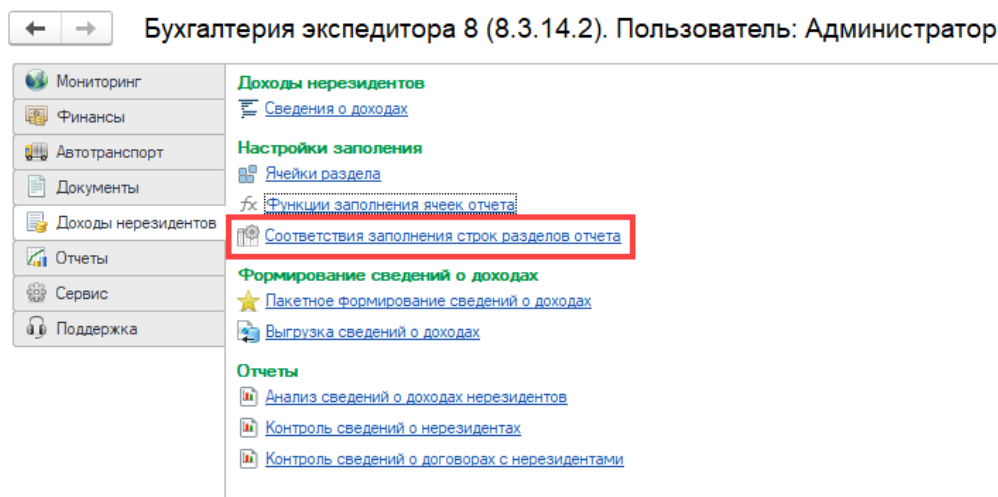 Бухгалтерия экспедитора 8 (8.3.14.2). Пользователь: Администратор
Мониторинг
Финансы
Автотранспорт
Документы
Доходы нерезидентов
Отчеты
Сервис
Поддержка
Доходы нерезидентов
Сведения о доходах
Настройки заполения
Ячейки раздела
Функции заполнения ячеек отчета
Соответствия заполнения строк разделов отчета
Формирование сведений о доходах
Пакетное формирование сведений о доходах
Выгрузка сведений о доходах
Отчеты
Анализ сведений о доходах нерезидентов
Контроль сведений о нерезидентах
Контроль сведений о договорах с нерезидентами